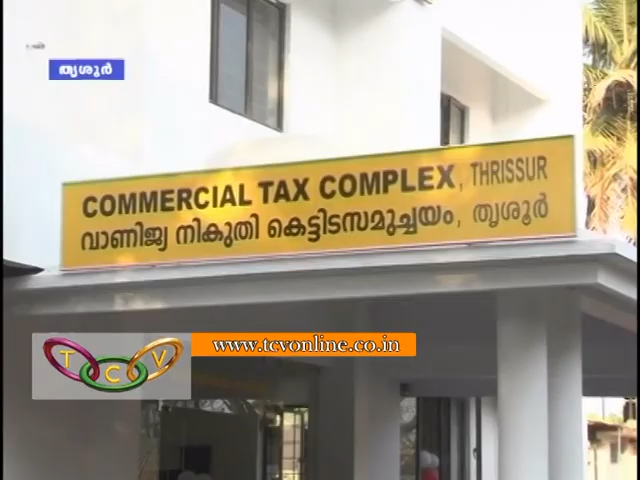 തൃശൂർ
COMMERCIAL TAX COMPLEX, THRISSUR
വാണിജ്യ നികുതി കെട്ടിടസമുച്ചയം, തൃശൂർ
TCV
www.tcvonline.co.in